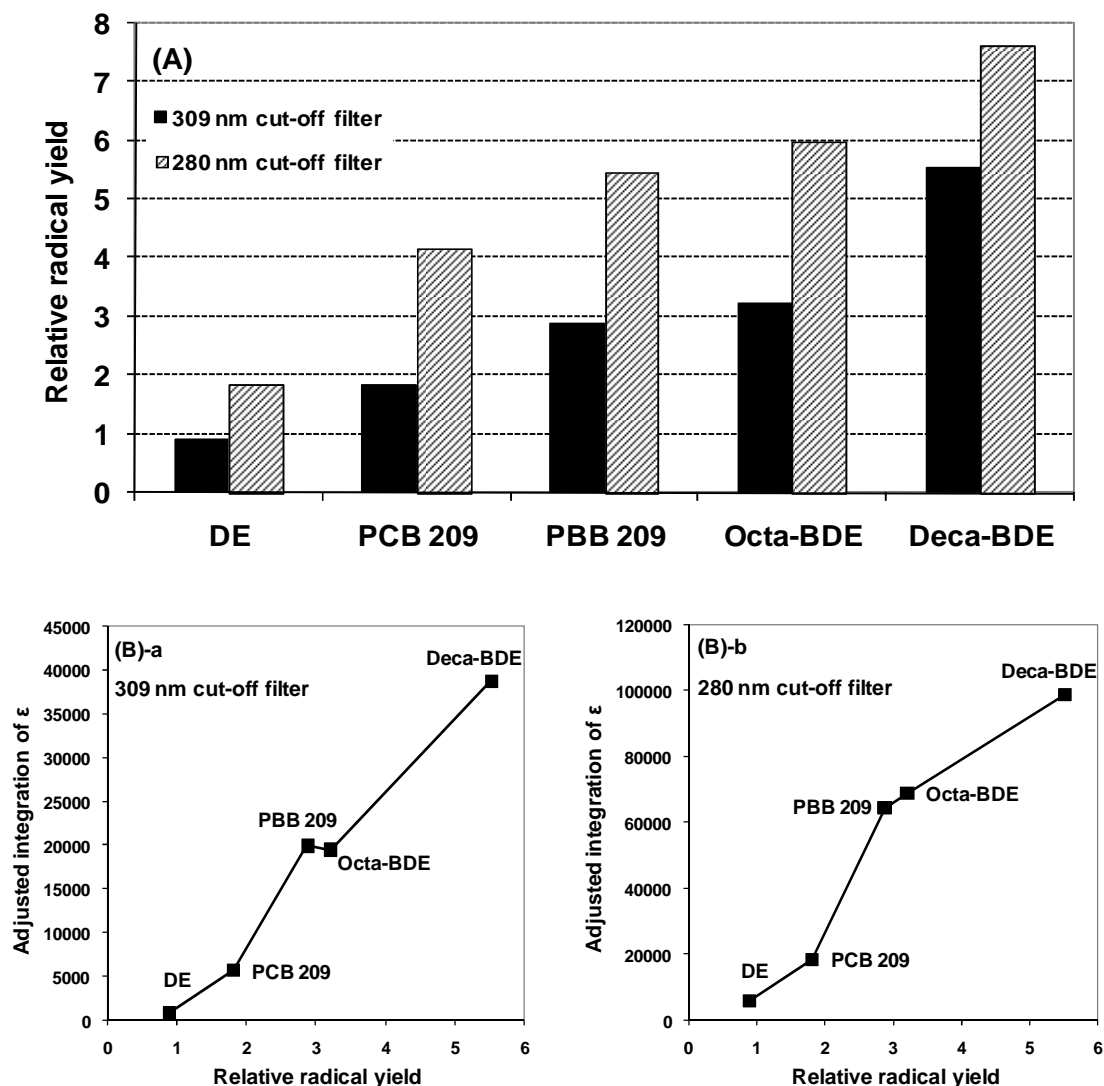 (A)
309 nm cut-off filter
280 nm cut-off filter
Relative radical yield
8
7
6
5
4
3
2
1
0
DE PCB 209 PBB 209 Octa-BDE Deca-BDE
(B)-a
309 nm cut-off filter
Adjusted integration of ε
45000
40000
35000
30000
25000
20000
15000
10000
5000
0
Deca-BDE
PBB 209
Octa-BDE
DE
PCB 209
0 1 2 3 4 5 6
Relative radical yield
(B)-b
280 nm cut-off filter
Adjusted integration of ε
120000
100000
80000
60000
40000
20000
0
Deca-BDE
PBB 209
Octa-BDE
DE
PCB 209
0 1 2 3 4 5 6
Relative radical yield